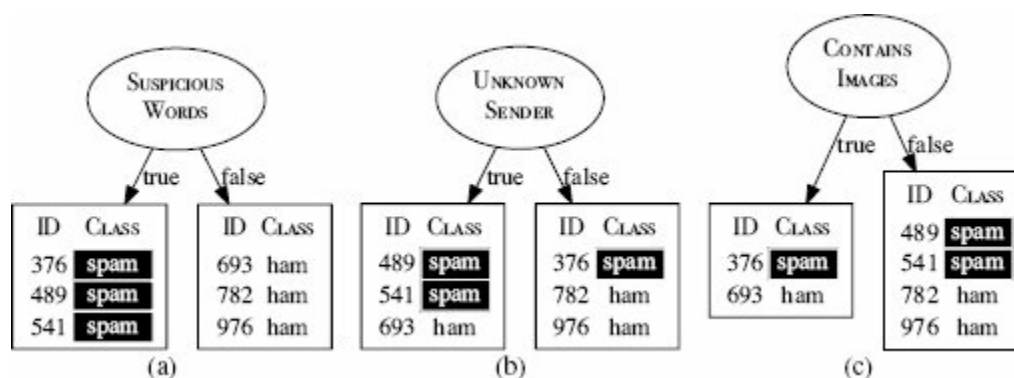 SUSPICIOUS
WORDS
true
false
ID CLASS
376 spam
489 spam
541 spam
ID CLASS
693 ham
782 ham
976 ham
(a)
UNKNOWN
SENDER
true
false
ID CLASS
489 spam
541 spam
693 ham
ID CLASS
376 spam
782 ham
976 ham
(b)
CONTAINS
IMAGES
true
false
ID CLASS
376 spam
693 ham
ID CLASS
489 spam
541 spam
782 ham
976 ham
(c)